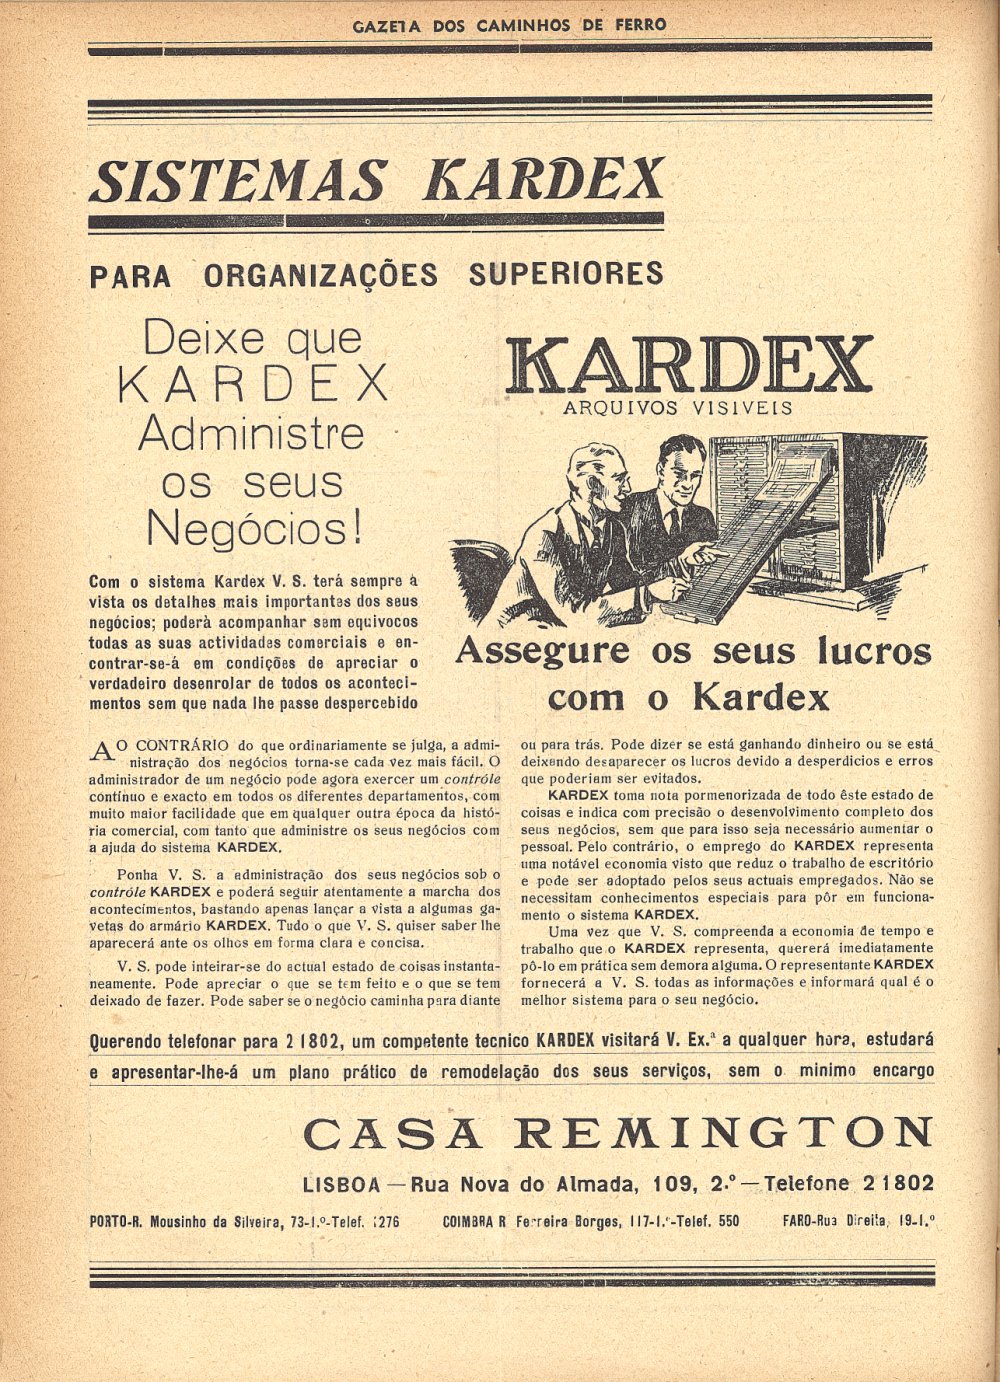 GAZETA DOS CAMINHOS DE FERRO
SISTEMAS KARDEX
PARA ORGANIZAÇÕES SUPERIORES
Deixe que
KARDEX
Administre
os seus
Negócios!
Com o sistema Kardex V. S. terá sempre à
vista os detalhes mais importantes dos seus
negócios; poderà acompanhar sem equivocos
todas as suas actividades comerciais e en-
contrar-se-á em condições de apreciar o
verdadeiro desenrolar de todos os aconteci-
mentos sem que nada lhe passe despercebido
KARDEX
ARQUIVOS VISIVEIS
Assegure os seus lucros
com o Kardex
AO CONTRÁRIO do que ordinariamente se julga, a admi-
nistração dos negócios torna-se cada vez mais fácil. O
administrador de um negócio pode agora exercer um contróle
contínuo e exacto em todos os diferentes departamentos, com
muito maior facilidade que em qualquer outra época da histó-
ria comercial, com tanto que administre os seus negócios com
a ajuda do sistema KARDEX.
Ponha V. S. a administração dos seus negócios sob o
contróle KARDEX e poderá seguir atentamente a marcha dos
acontecimentos, bastando apenas lançar a vista a algumas ga-
vetas do armário KARDEX. Tudo o que V. S. quiser saber lhe
aparecerá ante os olhos em forma clara e concisa.
V. S. pode inteirar-se do actual estado de coisas instanta-
neamente. Pode apreciar o que se tem feito e o que se tem
deixado de fazer. Pode saber se o negócio caminha para diante
ou para trás. Pode dizer se está ganhando dinheiro ou se está
deixando desaparecer os lucros devido a desperdicios e erros
que poderiam ser evitados.
KARDEX toma nota pormenorizada de todo êste estado de
coisas e indica com precisão o desenvolvimento completo dos
seus negócios, sem que para isso seja necessário aumentar o
pessoal. Pelo contrário, o emprego do KARDEX representa
uma notável economia visto que reduz o trabalho de escritório
e pode ser adoptado pelos seus actuais empregados. Não se
necessitam conhecimentos especiais para pôr em funciona-
mento o sistema KARDEX.
Uma vez que V. S. compreenda a economia de tempo e
trabalho que o KARDEX representa, quererá imediatamente
pô-lo em prática sem demora alguma. O representante KARDEX
fornecerá a V. S. todas as informações e informará qual é o
melhor sistema para o seu negócio.
Querendo telefonar para 21802, um competente tecnico KARDEX visitará V. Ex.ª a qualquer hora, estudará
e apresentar-lhe-á um plano prático de remodelação dos seus serviços, sem o minimo encargo
CASA REMINGTON
LISBOA — Rua Nova do Almada, 109, 2.º — Telefone 21802
PORTO-R. Mousinho da Silveira, 73-1.º-Telef. 1276 COIMBRA R Ferreira Borges, 117-1.º-Telef. 550 FARO-Rua Direita, 19-1.º